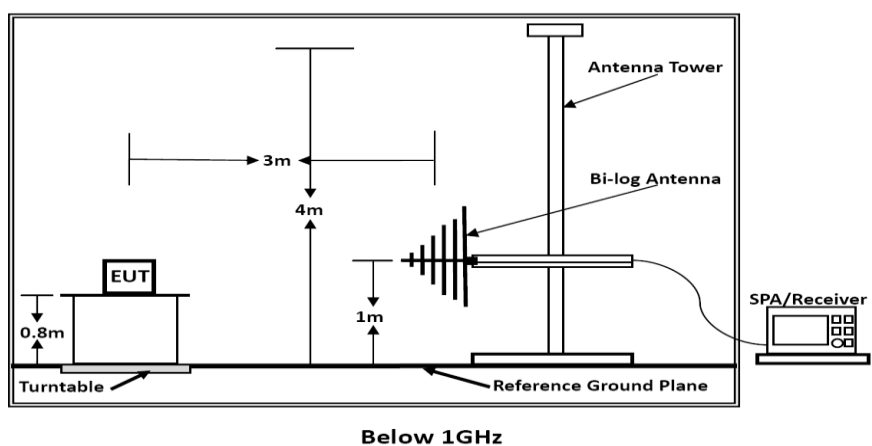 Antenna Tower
3m
Bi-log Antenna
4m
EUT
SPA/Receiver
0.8m
1m
Turntable
Reference Ground Plane
Below 1GHz